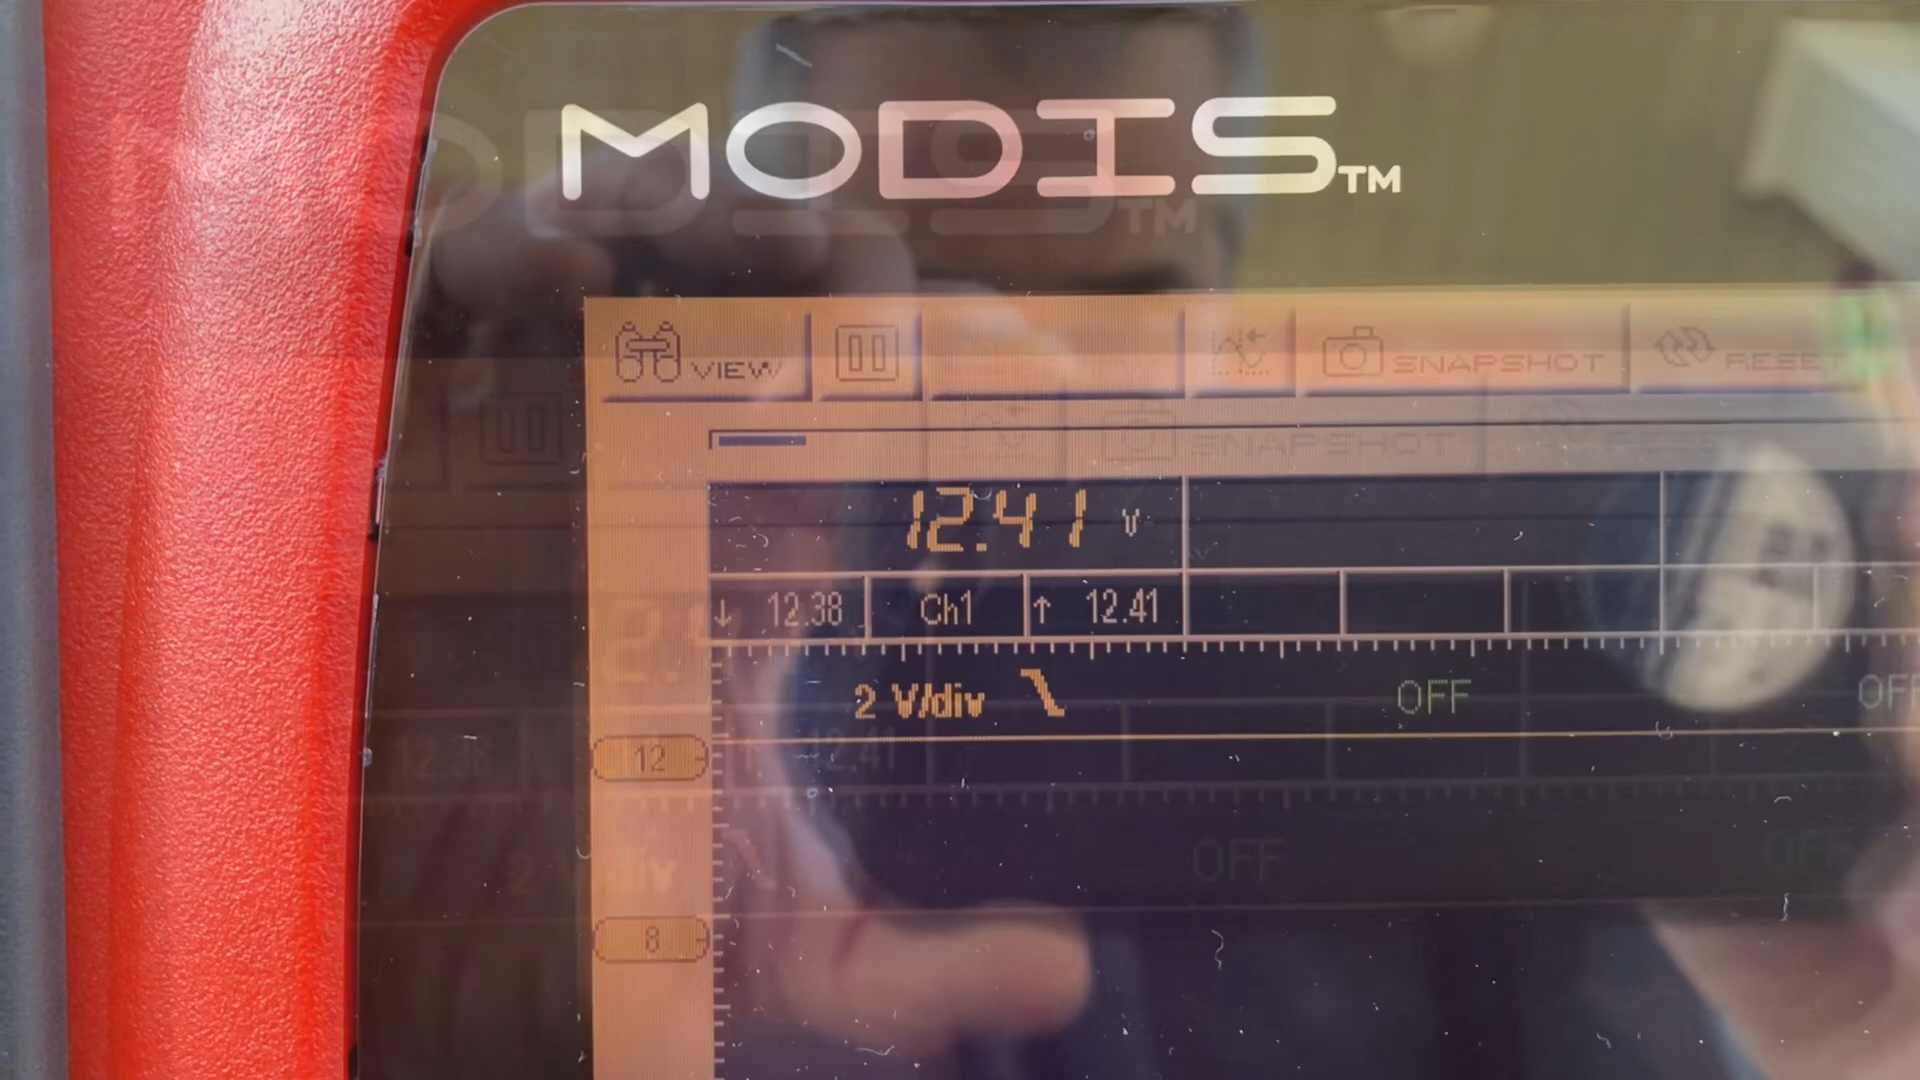 MODIS™
VIEW SNAPSHOT RESET
12.41 V
↓ 12.38 Ch1 ↑ 12.41
2 V/div OFF OFF
12
8